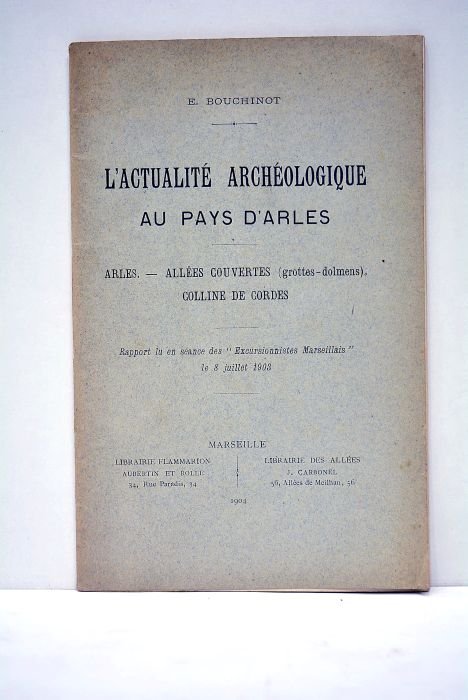 E. BOUCHINOT
L'ACTUALITÉ ARCHÉOLOGIQUE
AU PAYS D'ARLES
ARLES. — ALLÉES COUVERTES (grottes-dolmens),
COLLINE DE CORDES
Rapport lu en séance des "Excursionnistes Marseillais"
le 8 juillet 1903
MARSEILLE
LIBRAIRIE FLAMMARION
AUBERTIN ET ROLLE
34, Rue Paradis, 34
LIBRAIRIE DES ALLÉES
J. CARBONEL
56, Allées de Meilhan, 56
1904